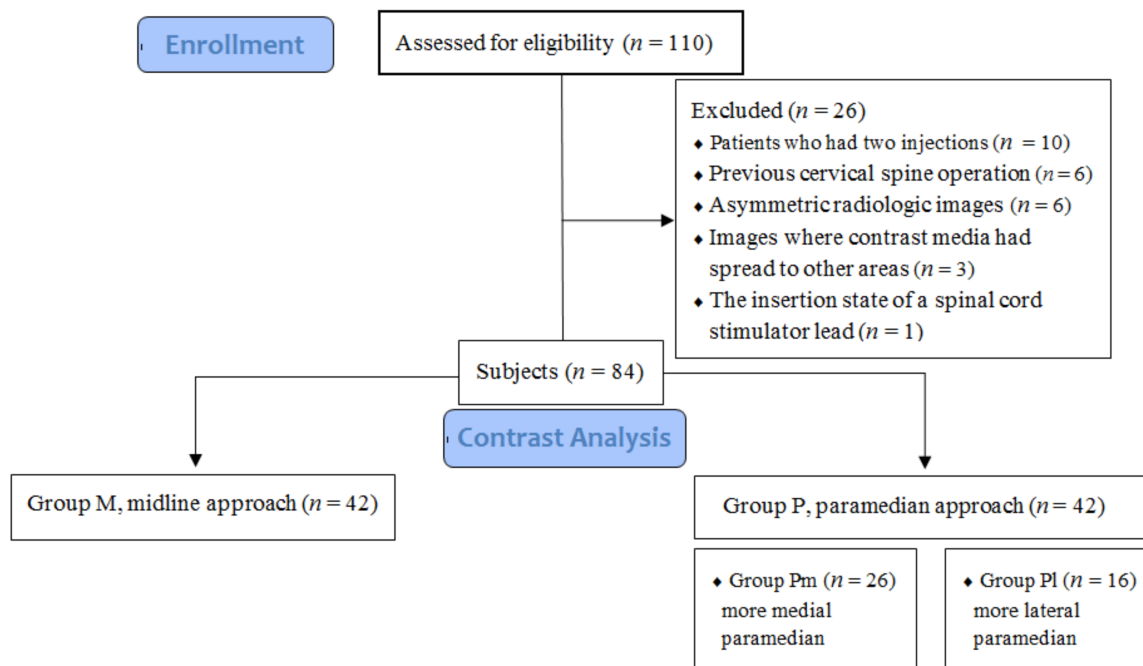 Enrollment
Assessed for eligibility (n = 110)
Excluded (n = 26)
♦ Patients who had two injections (n = 10)
♦ Previous cervical spine operation (n = 6)
♦ Asymmetric radiologic images (n = 6)
♦ Images where contrast media had
spread to other areas (n = 3)
♦ The insertion state of a spinal cord
stimulator lead (n = 1)
Subjects (n = 84)
Contrast Analysis
Group M, midline approach (n = 42)
Group P, paramedian approach (n = 42)
♦ Group Pm (n = 26)
more medial
paramedian
♦ Group Pl (n = 16)
more lateral
paramedian